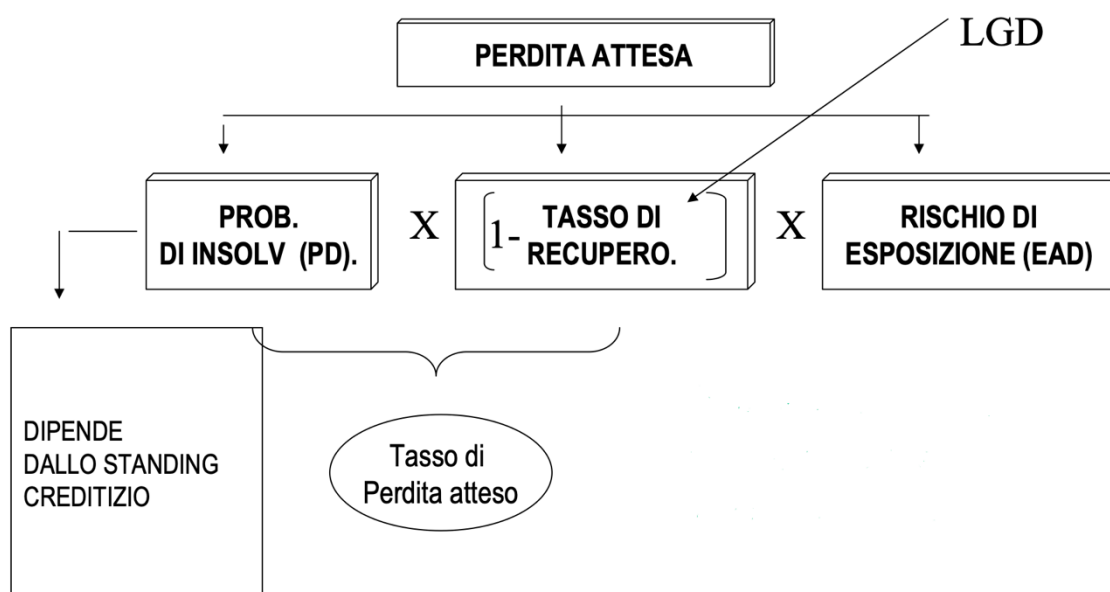 LGD
PERDITA ATTESA
PROB.
DI INSOLV (PD).
X
1- TASSO DI
RECUPERO.
X
RISCHIO DI
ESPOSIZIONE (EAD)
DIPENDE
DALLO STANDING
CREDITIZIO
Tasso di
Perdita atteso